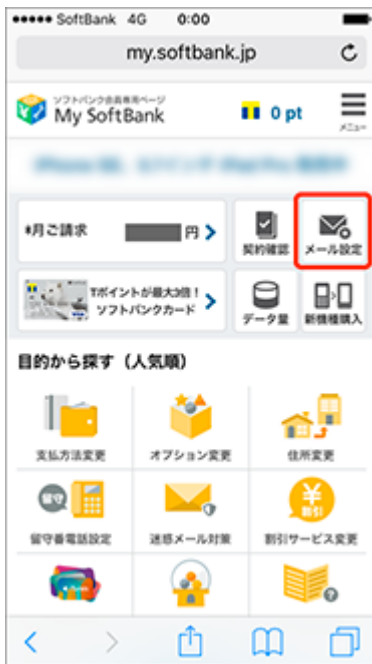 SoftBank 4G 0:00
my.softbank.jp
ソフトバンク会員専用ページ
My SoftBank
0 pt
メニュー
*月ご請求
円
契約確認
メール設定
Tポイントが最大3倍！
ソフトバンクカード
データ量
新機種購入
目的から探す（人気順）
支払方法変更
オプション変更
住所変更
留守
¥
割引
留守番電話設定
迷惑メール対策
割引サービス変更